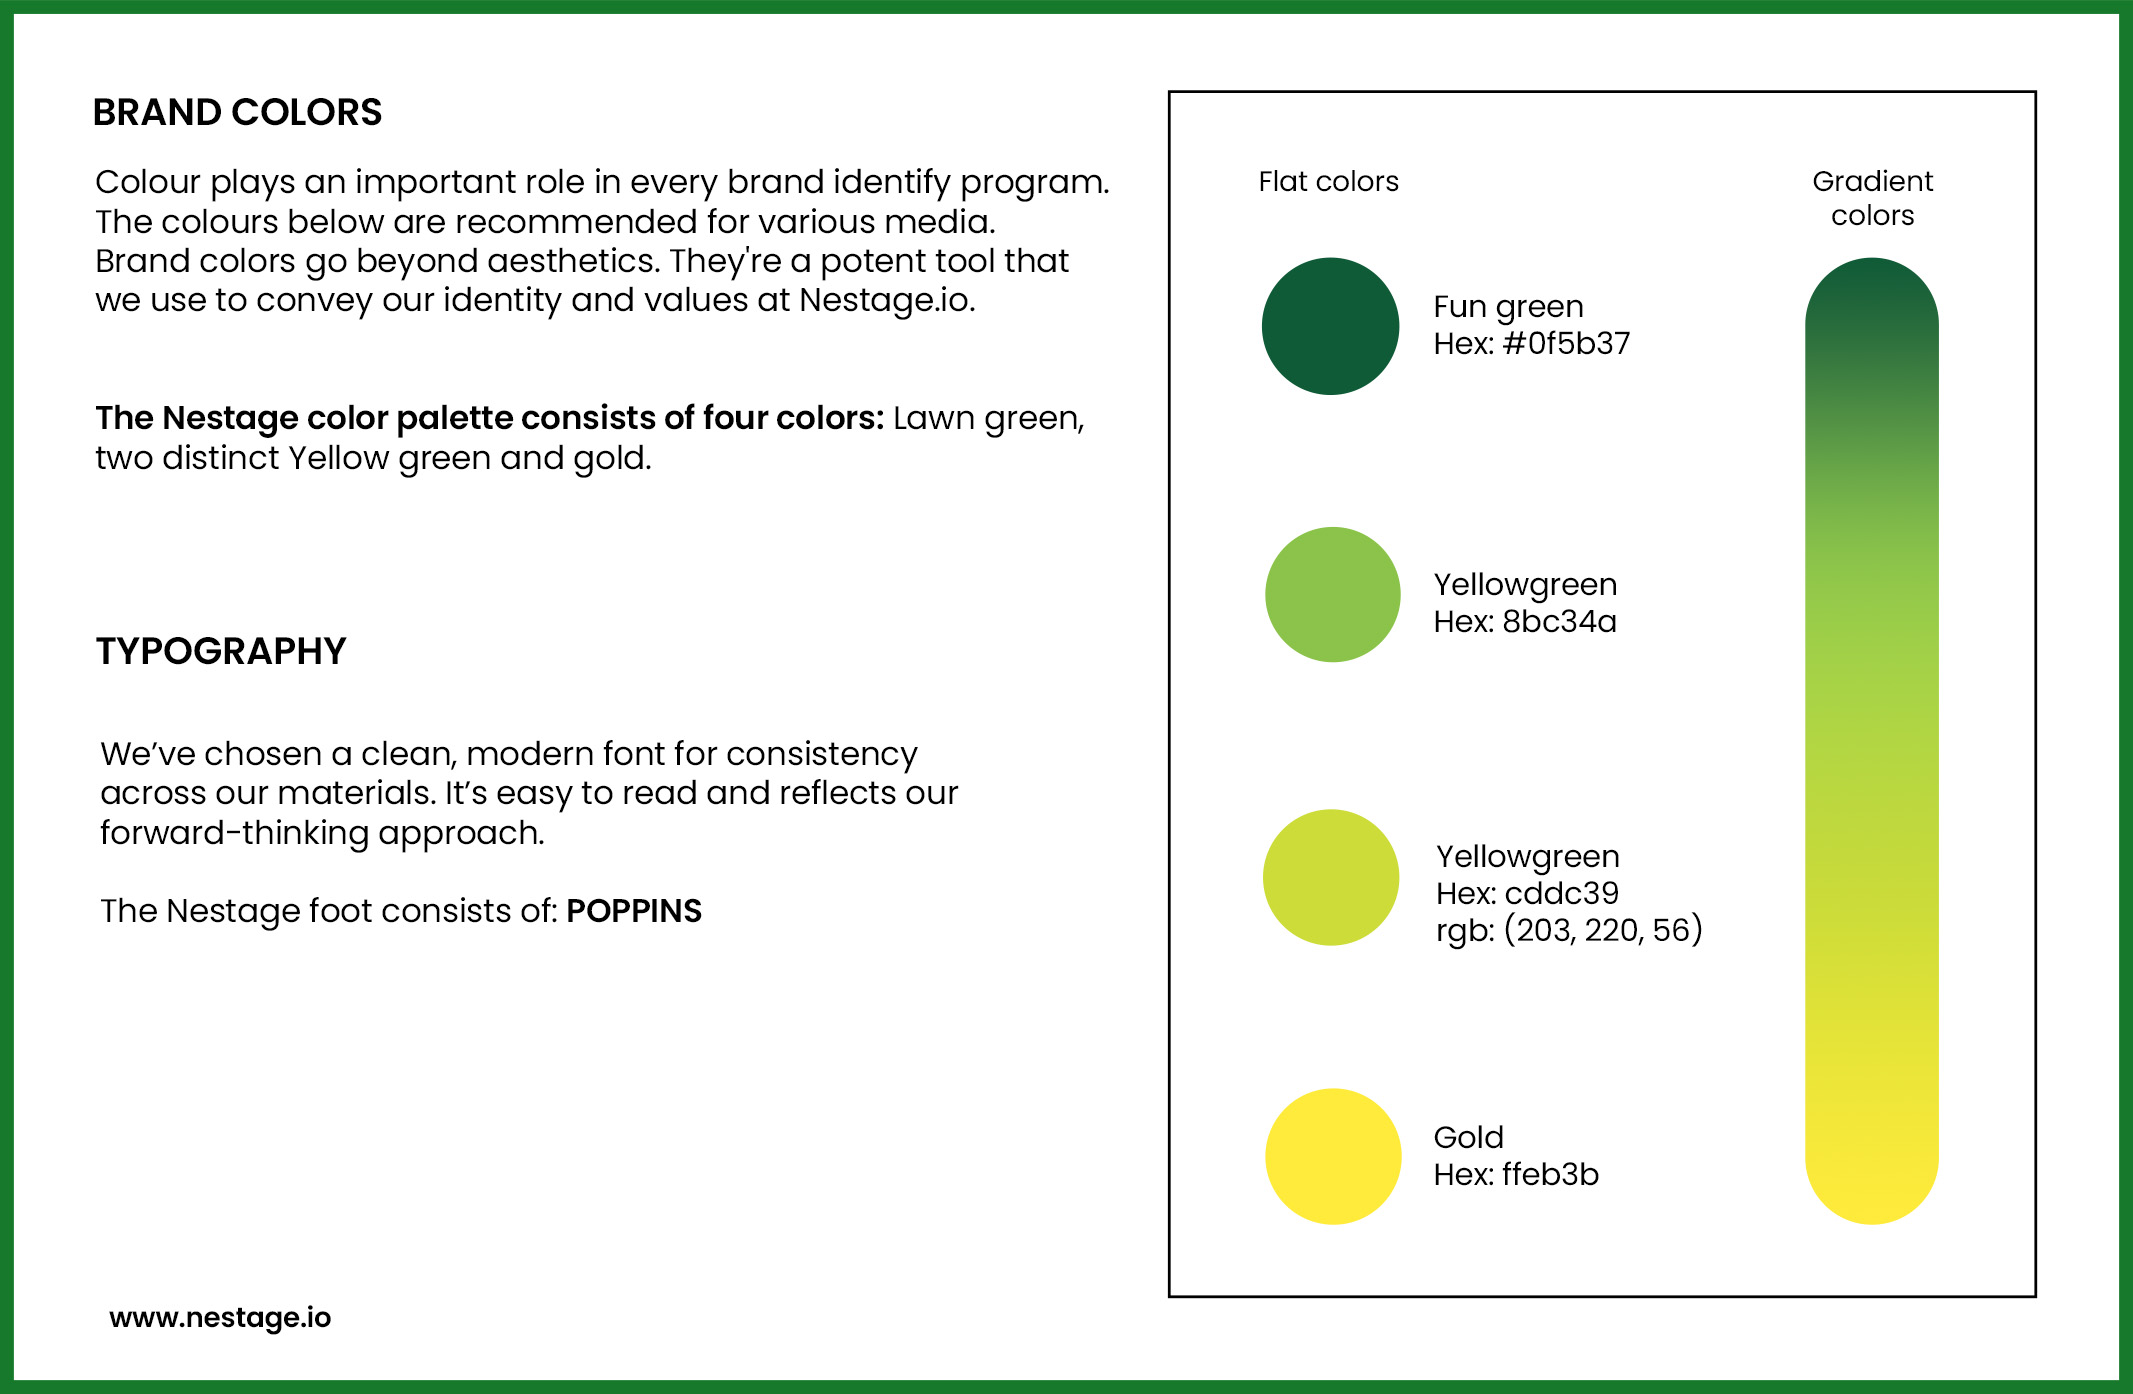 BRAND COLORS
Colour plays an important role in every brand identify program.
The colours below are recommended for various media.
Brand colors go beyond aesthetics. They're a potent tool that
we use to convey our identity and values at Nestage.io.
The Nestage color palette consists of four colors: Lawn green,
two distinct Yellow green and gold.
TYPOGRAPHY
We’ve chosen a clean, modern font for consistency
across our materials. It’s easy to read and reflects our
forward-thinking approach.
The Nestage foot consists of: POPPINS
www.nestage.io
Flat colors
Gradient
colors
Fun green
Hex: #0f5b37
Yellowgreen
Hex: 8bc34a
Yellowgreen
Hex: cddc39
rgb: (203, 220, 56)
Gold
Hex: ffeb3b